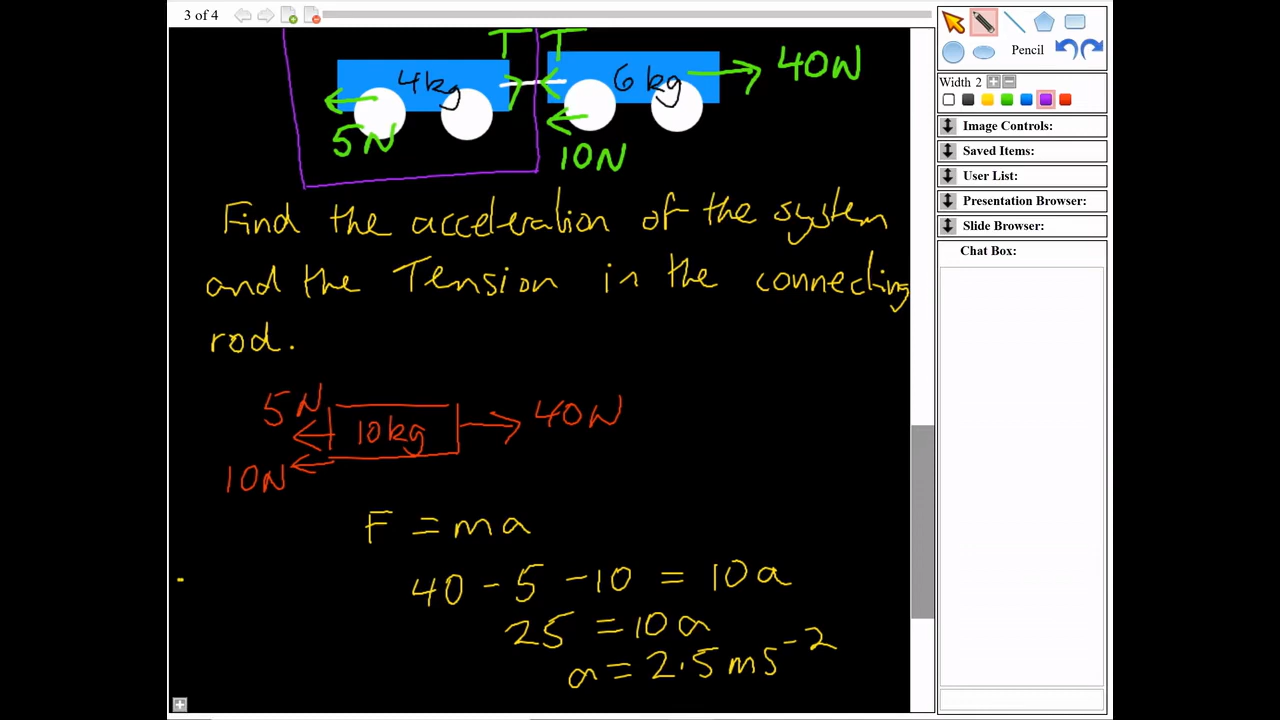 3 of 4
T T
4kg
6 kg
40N
5N
10N
Find the acceleration of the system
and the Tension in the connecting
rod.
5N
10kg
40N
10N
F = ma
40 - 5 - 10 = 10a
25 = 10a
a = 2.5 ms⁻²
Pencil
Width 2
Image Controls:
Saved Items:
User List:
Presentation Browser:
Slide Browser:
Chat Box: